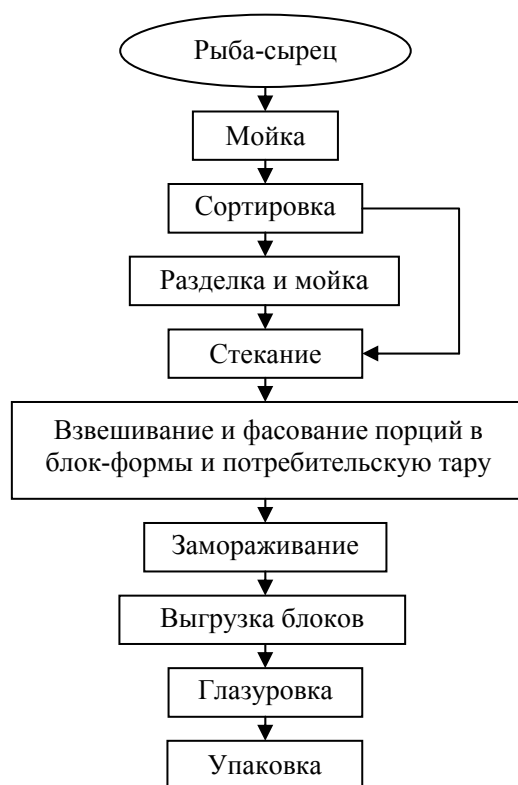 Рыба-сырец
Мойка
Сортировка
Разделка и мойка
Стекание
Взвешивание и фасование порций в
блок-формы и потребительскую тару
Замораживание
Выгрузка блоков
Глазуровка
Упаковка